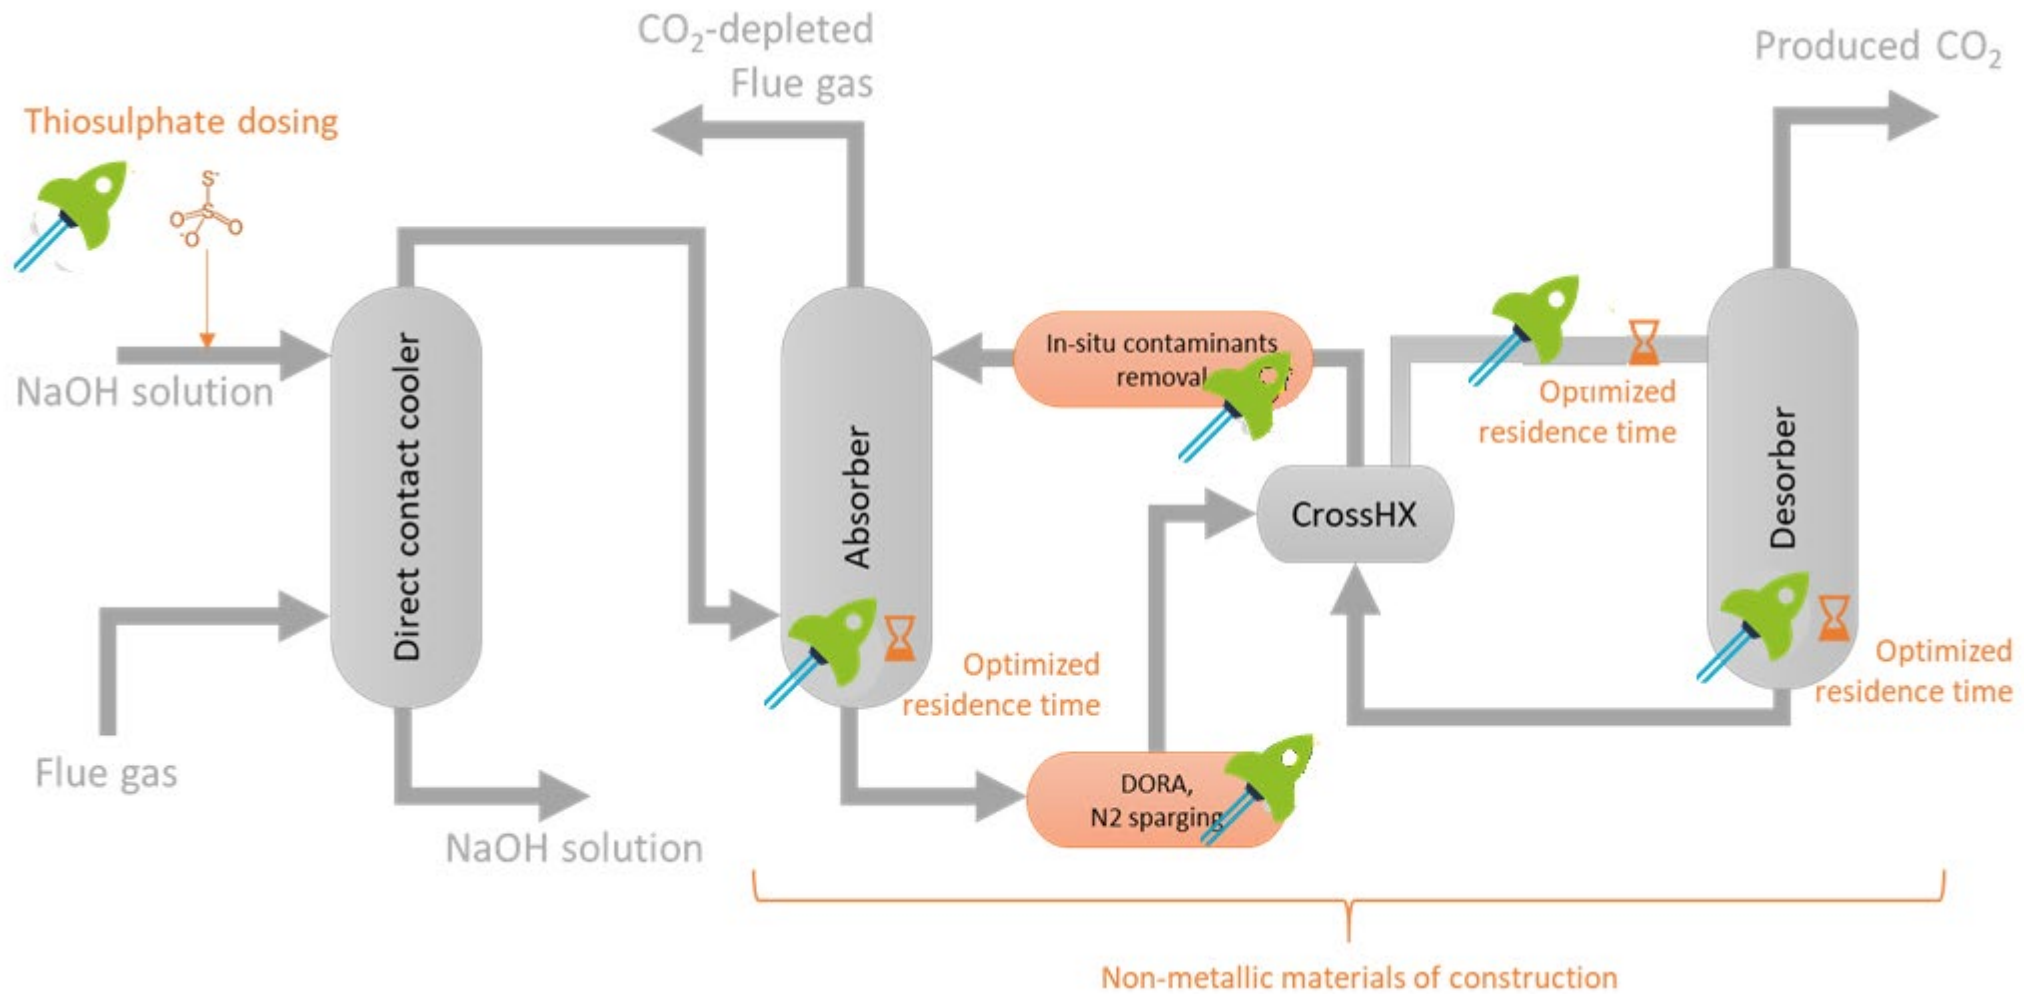 CO₂-depleted
Flue gas
Produced CO₂
Thiosulphate dosing
S⁻
O S O
⁻O
NaOH solution
Direct contact cooler
Absorber
In-situ contaminants
removal
CrossHX
Optimized
residence time
Desorber
Optimized
residence time
Optimized
residence time
Flue gas
DORA,
N2 sparging
NaOH solution
Non-metallic materials of construction